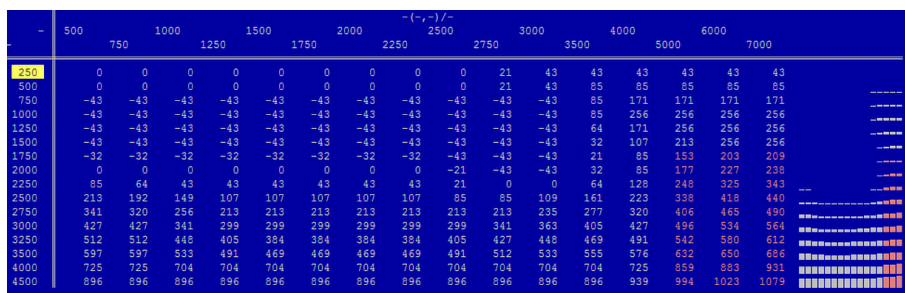 -(-,-)/-
- 500 1000 1500 2000 2500 3000 4000 6000
- 750 1250 1750 2250 2750 3500 5000 7000
250 0 0 0 0 0 0 0 0 0 21 43 43 43 43 43 43
500 0 0 0 0 0 0 0 0 0 21 43 85 85 85 85 85
750 -43 -43 -43 -43 -43 -43 -43 -43 -43 -43 -43 85 171 171 171 171
1000 -43 -43 -43 -43 -43 -43 -43 -43 -43 -43 -43 85 256 256 256 256
1250 -43 -43 -43 -43 -43 -43 -43 -43 -43 -43 -43 64 171 256 256 256
1500 -43 -43 -43 -43 -43 -43 -43 -43 -43 -43 -43 32 107 213 256 256
1750 -32 -32 -32 -32 -32 -32 -32 -32 -43 -43 -43 21 85 153 203 209
2000 0 0 0 0 0 0 0 0 -21 -43 -43 32 85 177 227 238
2250 85 64 43 43 43 43 43 43 21 0 0 64 128 248 325 343
2500 213 192 149 107 107 107 107 107 85 85 109 161 223 338 418 440
2750 341 320 256 213 213 213 213 213 213 213 235 277 320 406 465 490
3000 427 427 341 299 299 299 299 299 299 341 363 405 427 496 534 564
3250 512 512 448 405 384 384 384 384 405 427 448 469 491 542 580 612
3500 597 597 533 491 469 469 469 469 491 512 533 555 576 632 650 686
4000 725 725 704 704 704 704 704 704 704 704 704 704 725 859 883 931
4500 896 896 896 896 896 896 896 896 896 896 896 896 939 994 1023 1079